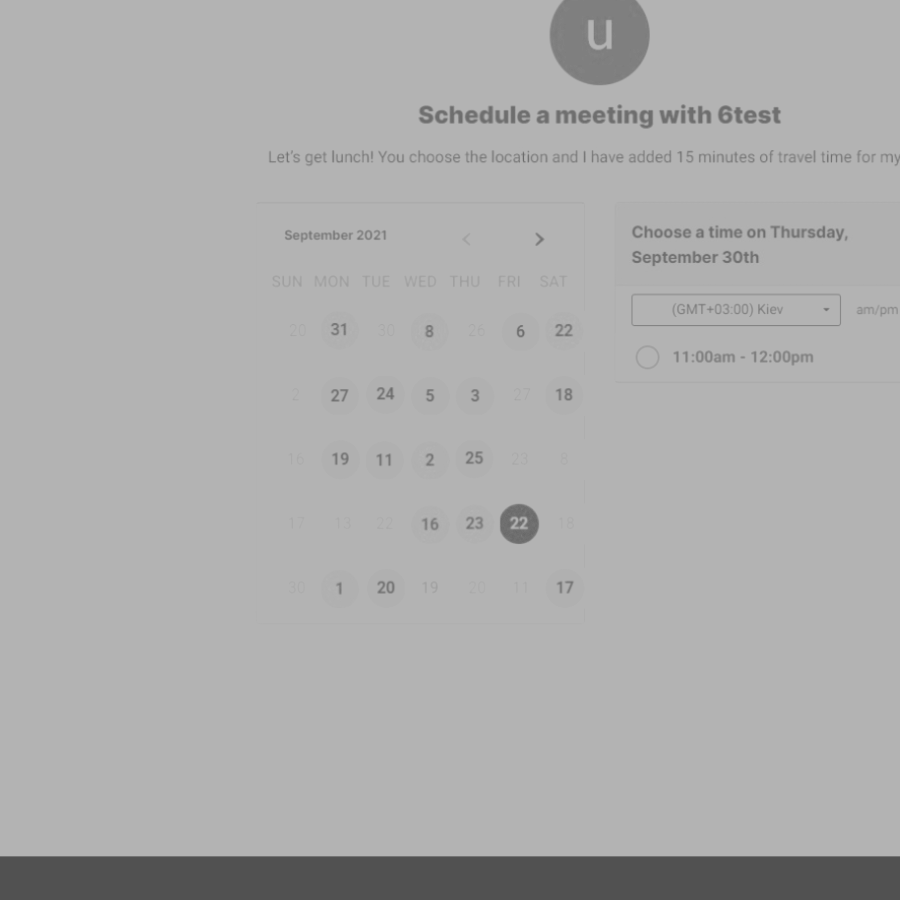 u
Schedule a meeting with 6test
Let's get lunch! You choose the location and I have added 15 minutes of travel time for my
September 2021
SUN MON TUE WED THU FRI SAT
20 31 30 8 26 6 22
2 27 24 5 3 27 18
16 19 11 2 25 23 8
17 13 22 16 23 22 18
30 1 20 19 20 11 17
Choose a time on Thursday,
September 30th
(GMT+03:00) Kiev am/pm
11:00am - 12:00pm